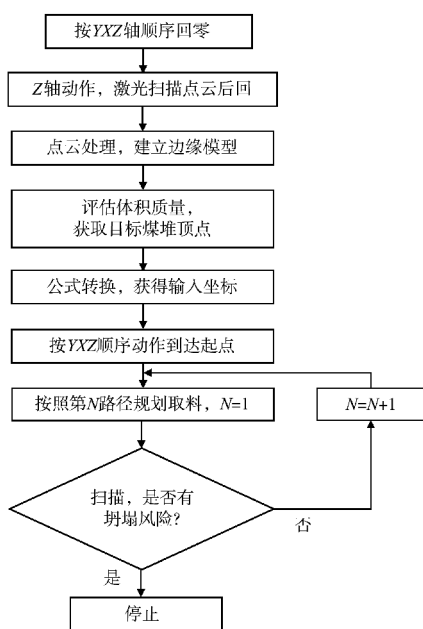 按YXZ轴顺序回零
Z轴动作，激光扫描点云后回
点云处理，建立边缘模型
评估体积质量，
获取目标煤堆顶点
公式转换，获得输入坐标
按YXZ顺序动作到达起点
按照第N路径规划取料，N=1
N=N+1
扫描，是否有
坍塌风险?
否
是
停止